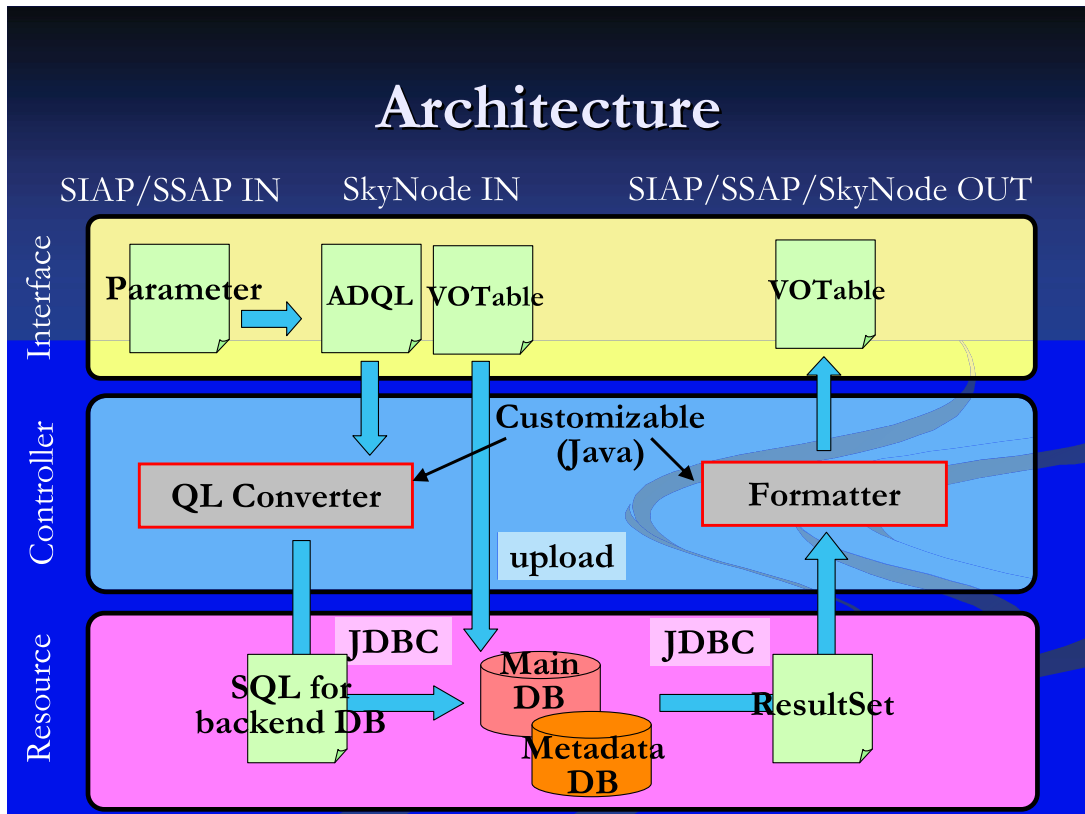 Architecture
SIAP/SSAP IN
SkyNode IN
SIAP/SSAP/SkyNode OUT
Interface
Parameter
ADQL
VOTable
VOTable
Controller
Customizable
(Java)
QL Converter
Formatter
upload
Resource
JDBC
JDBC
SQL for
backend DB
Main
DB
Metadata
DB
ResultSet